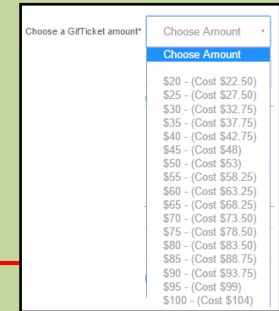 Choose a GifTicket amount* Choose Amount
Choose Amount
$20 - (Cost $22.50)
$25 - (Cost $27.50)
$30 - (Cost $32.75)
$35 - (Cost $37.75)
$40 - (Cost $42.75)
$45 - (Cost $48)
$50 - (Cost $53)
$55 - (Cost $58.25)
$60 - (Cost $63.25)
$65 - (Cost $68.25)
$70 - (Cost $73.50)
$75 - (Cost $78.50)
$80 - (Cost $83.50)
$85 - (Cost $88.75)
$90 - (Cost $93.75)
$95 - (Cost $99)
$100 - (Cost $104)